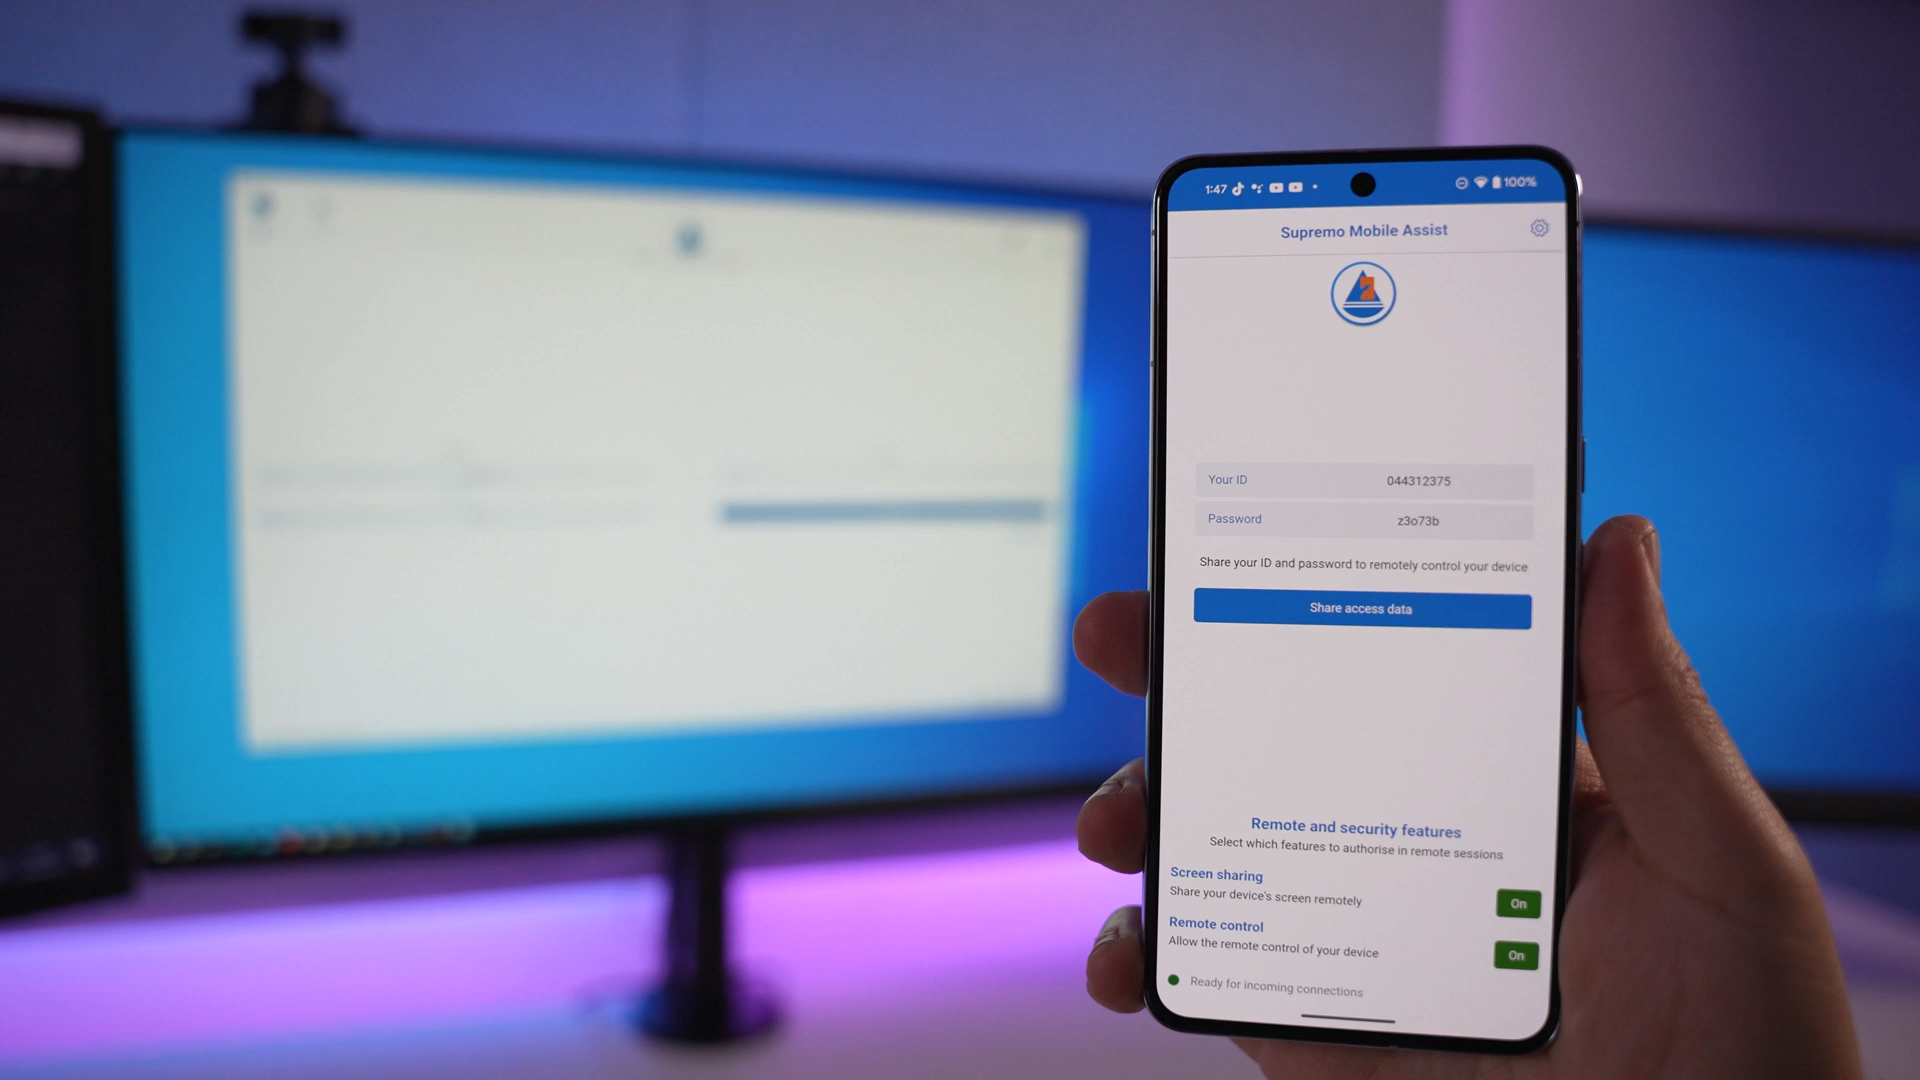 1:47
100%
Supremo Mobile Assist
Your ID 044312375
Password z3o73b
Share your ID and password to remotely control your device
Share access data
Remote and security features
Select which features to authorise in remote sessions
Screen sharing
Share your device's screen remotely
On
Remote control
Allow the remote control of your device
On
Ready for incoming connections